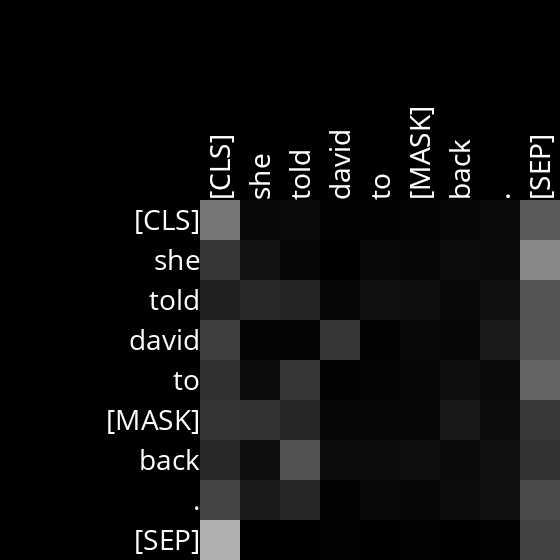 [CLS] she told david to [MASK] back . [SEP]
[CLS]
she
told
david
to
[MASK]
back
.
[SEP]